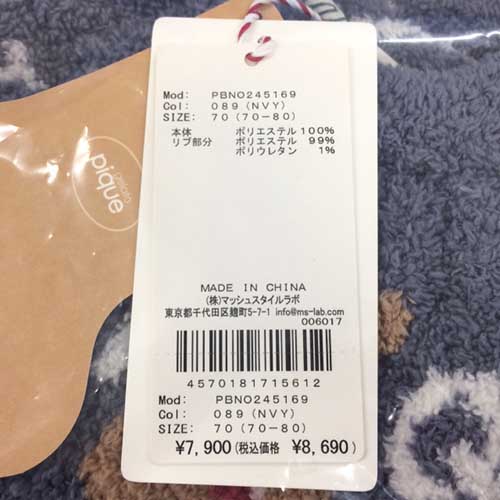 gelato
pique
Mod: PBNO245169
Col: 089 (NVY)
SIZE: 70 (70-80)
本体 ポリエステル 100%
リブ部分 ポリエステル 99%
ポリウレタン 1%
MADE IN CHINA
(株)マッシュスタイルラボ
東京都千代田区麹町5-7-1 info@ms-lab.com
006017
4570181715612
Mod: PBNO245169
Col: 089 (NVY)
SIZE: 70 (70-80)
¥7,900(税込価格 ¥8,690)